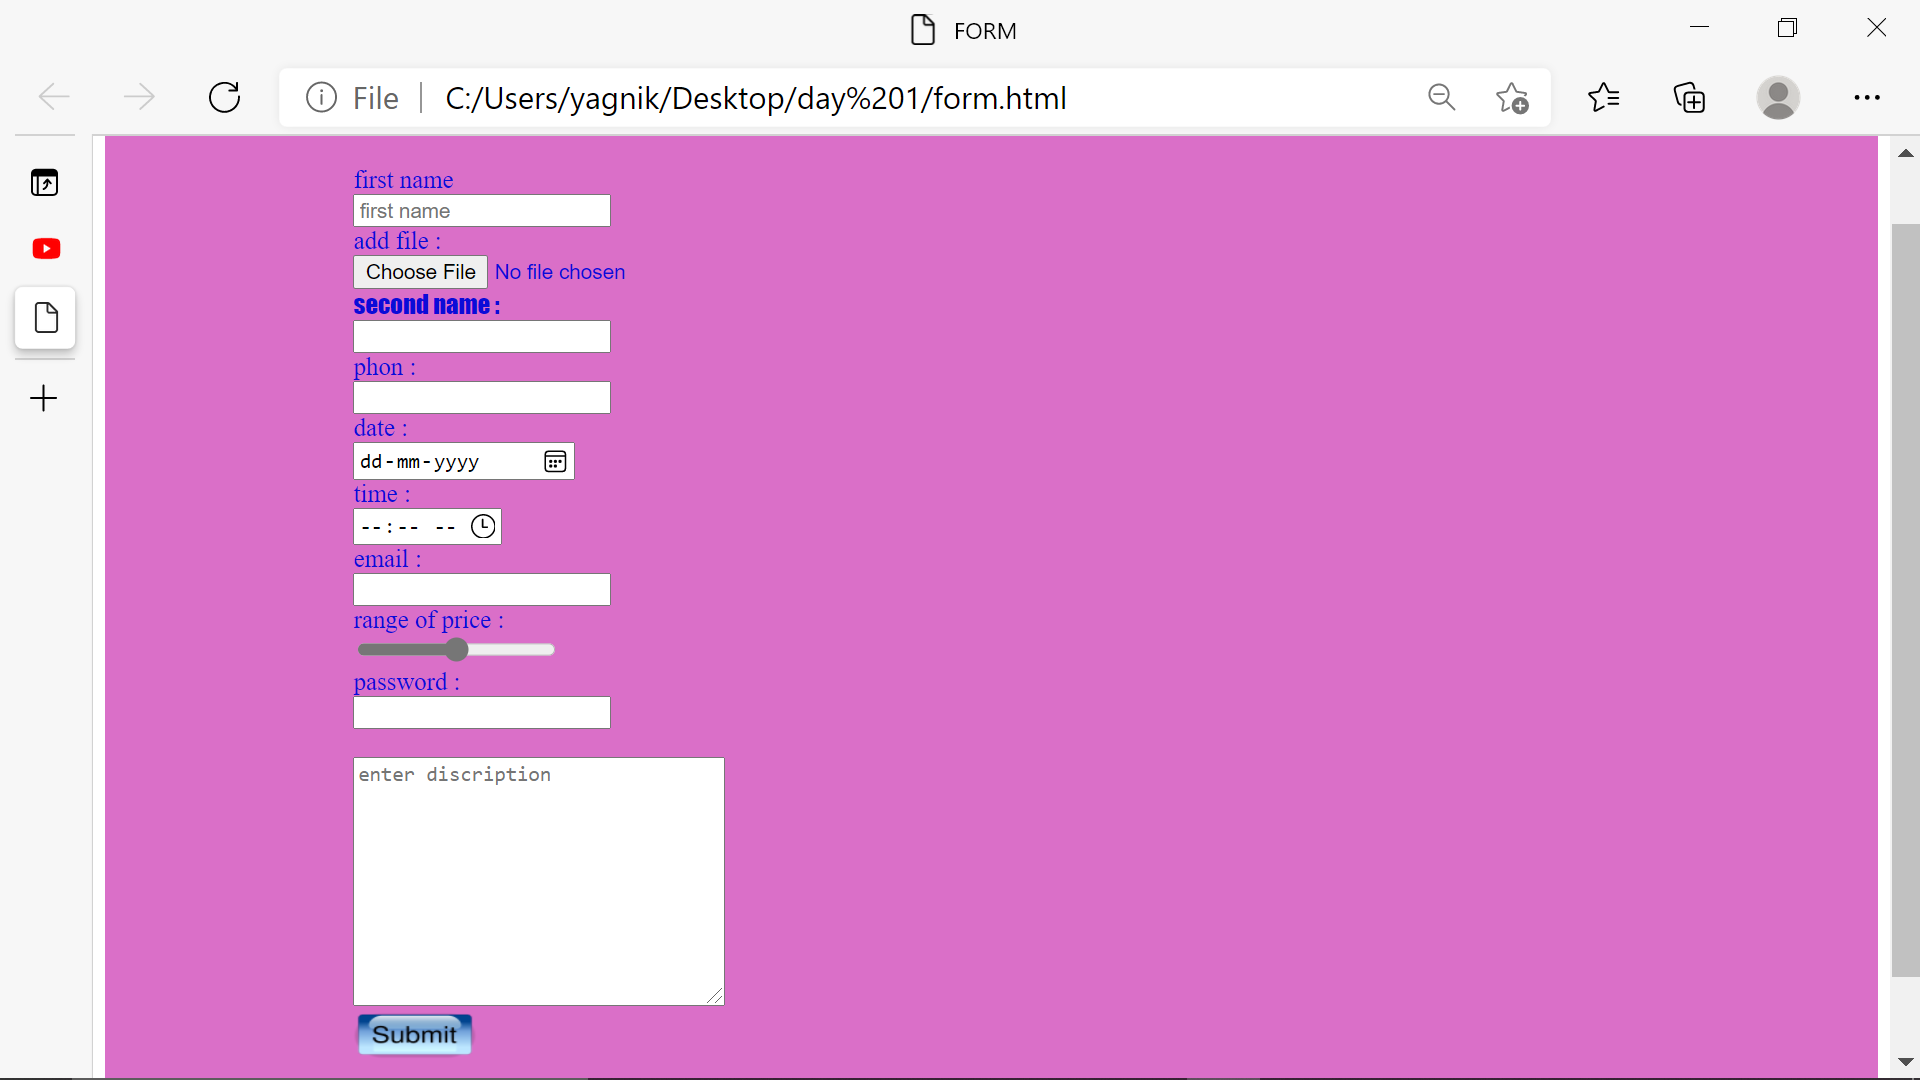 FORM
File C:/Users/yagnik/Desktop/day%201/form.html
first name
first name
add file :
Choose File No file chosen
second name :
phon :
date :
dd-mm-yyyy
time :
--:-- --
email :
range of price :
password :
enter discription
Submit